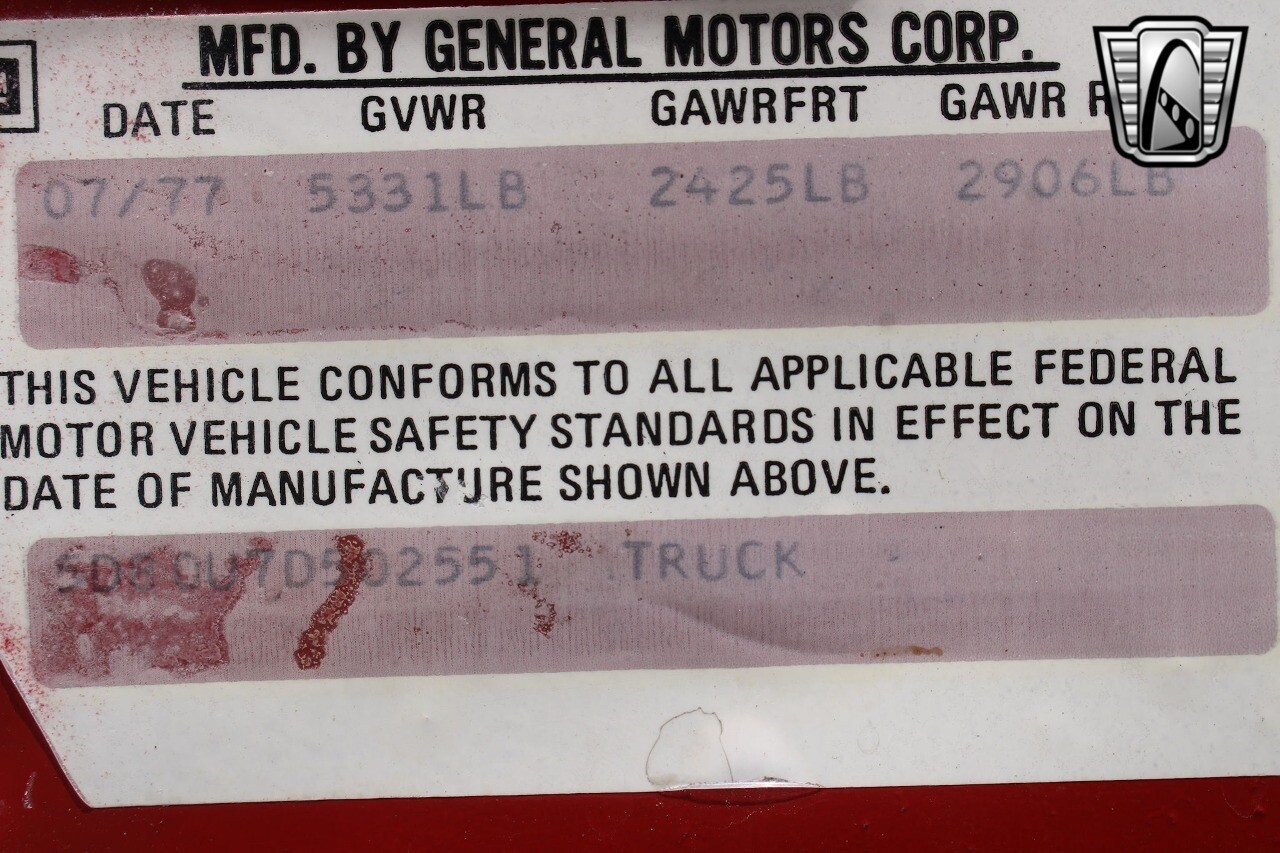 MFD. BY GENERAL MOTORS CORP.
DATE GVWR GAWRFRT GAWR
07/77 5331LB 2425LB 2906LB
THIS VEHICLE CONFORMS TO ALL APPLICABLE FEDERAL
MOTOR VEHICLE SAFETY STANDARDS IN EFFECT ON THE
DATE OF MANUFACTURE SHOWN ABOVE.
5D80U7D502551 TRUCK